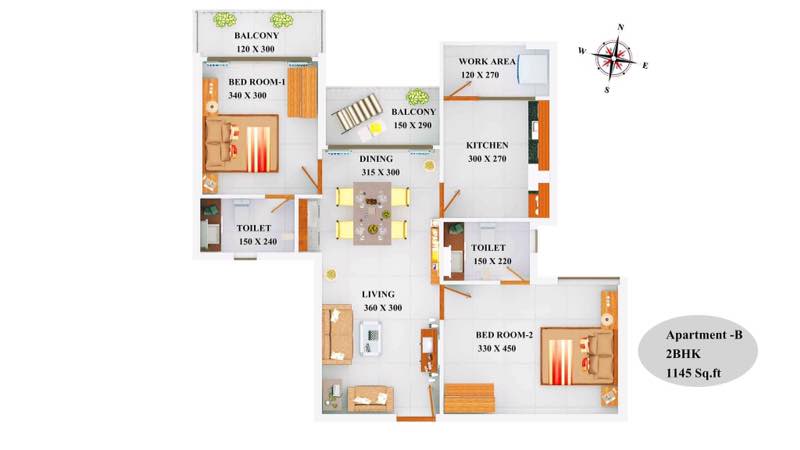 BALCONY
120 X 300
N
W
E
S
WORK AREA
120 X 270
BED ROOM-1
340 X 300
BALCONY
150 X 290
KITCHEN
300 X 270
DINING
315 X 300
TOILET
150 X 240
TOILET
150 X 220
LIVING
360 X 300
BED ROOM-2
330 X 450
Apartment -B
2BHK
1145 Sq.ft